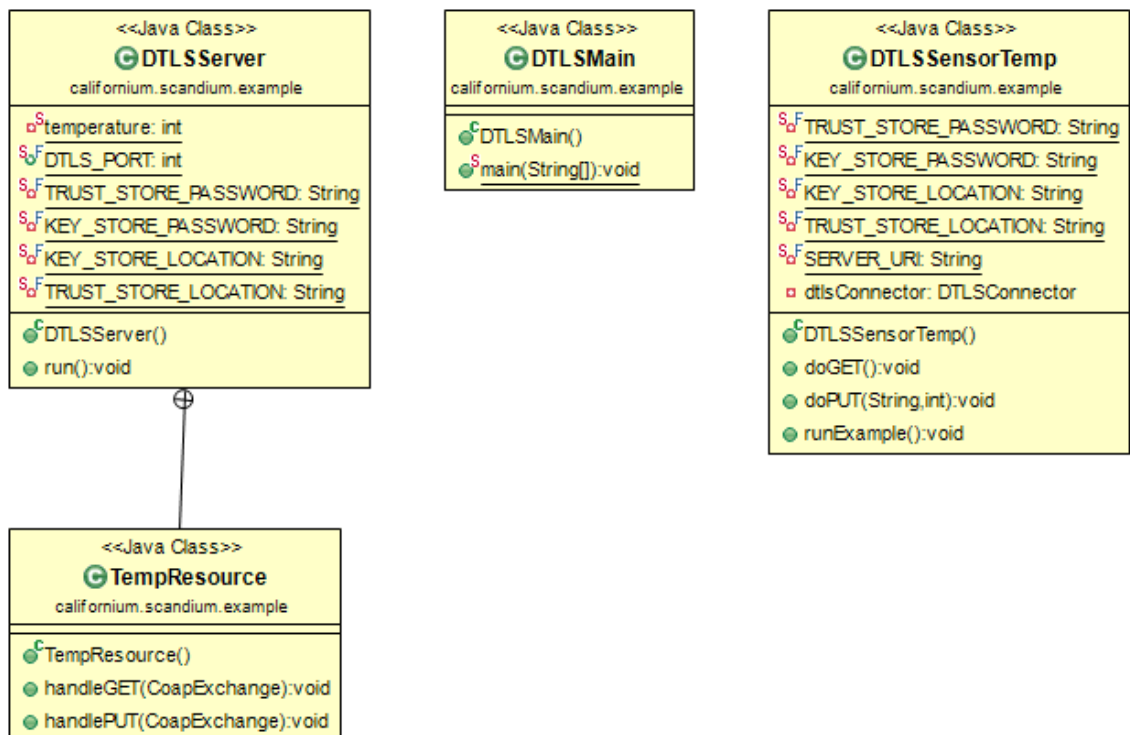 <<Java Class>>
DTLSServer
californium.scandium.example
temperature: int
DTLS_PORT: int
TRUST_STORE_PASSWORD: String
KEY_STORE_PASSWORD: String
KEY_STORE_LOCATION: String
TRUST_STORE_LOCATION: String
DTLSServer()
run():void
<<Java Class>>
DTLSMain
californium.scandium.example
DTLSMain()
main(String[]):void
<<Java Class>>
DTLSSensorTemp
californium.scandium.example
TRUST_STORE_PASSWORD: String
KEY_STORE_PASSWORD: String
KEY_STORE_LOCATION: String
TRUST_STORE_LOCATION: String
SERVER_URI: String
dtlsConnector: DTLSConnector
DTLSSensorTemp()
doGET():void
doPUT(String,int):void
runExample():void
<<Java Class>>
TempResource
californium.scandium.example
TempResource()
handleGET(CoapExchange):void
handlePUT(CoapExchange):void